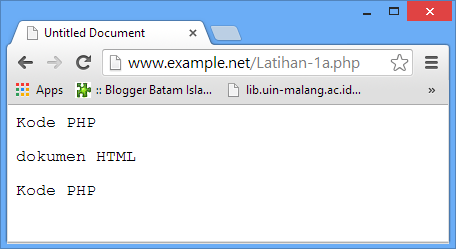 Untitled Document
www.example.net/Latihan-1a.php
Apps :: Blogger Batam Isla... lib.uin-malang.ac.id... »
Kode PHP
dokumen HTML
Kode PHP